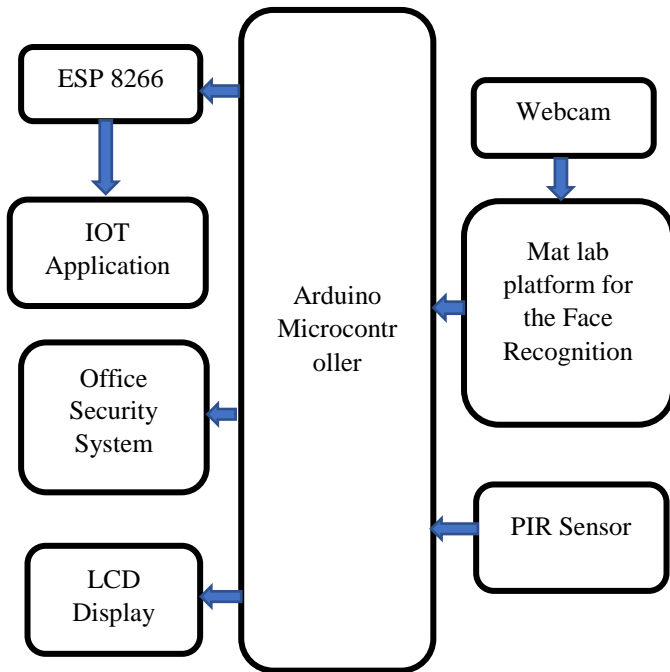 ESP 8266
IOT
Application
Office
Security
System
LCD
Display
Arduino
Microcontr
oller
Webcam
Mat lab
platform for
the Face
Recognition
PIR Sensor